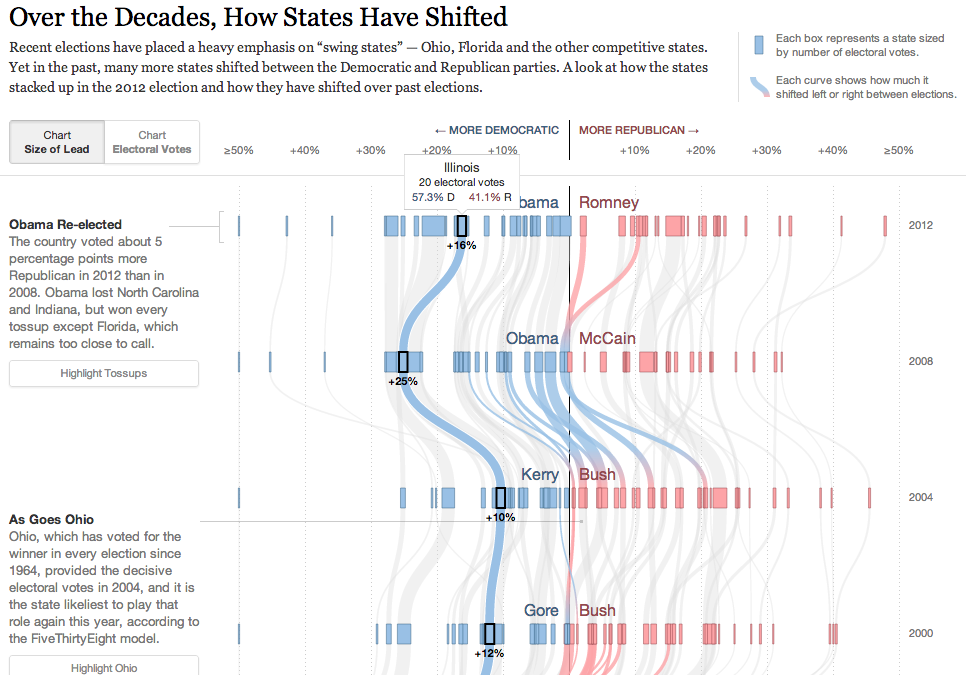 Over the Decades, How States Have Shifted
Recent elections have placed a heavy emphasis on “swing states” — Ohio, Florida and the other competitive states.
Yet in the past, many more states shifted between the Democratic and Republican parties. A look at how the states
stacked up in the 2012 election and how they have shifted over past elections.
Each box represents a state sized
by number of electoral votes.
Each curve shows how much it
shifted left or right between elections.
Chart
Size of Lead
Chart
Electoral Votes
← MORE DEMOCRATIC
MORE REPUBLICAN →
≥50% +40% +30% +20% +10% +10% +20% +30% +40% ≥50%
Illinois
20 electoral votes
57.3% D 41.1% R
bama Romney
2012
+16%
Obama Re-elected
The country voted about 5
percentage points more
Republican in 2012 than in
2008. Obama lost North Carolina
and Indiana, but won every
tossup except Florida, which
remains too close to call.
Highlight Tossups
Obama McCain
2008
+25%
Kerry Bush
2004
+10%
As Goes Ohio
Ohio, which has voted for the
winner in every election since
1964, provided the decisive
electoral votes in 2004, and it is
the state likeliest to play that
role again this year, according to
the FiveThirtyEight model.
Highlight Ohio
Gore Bush
2000
+12%